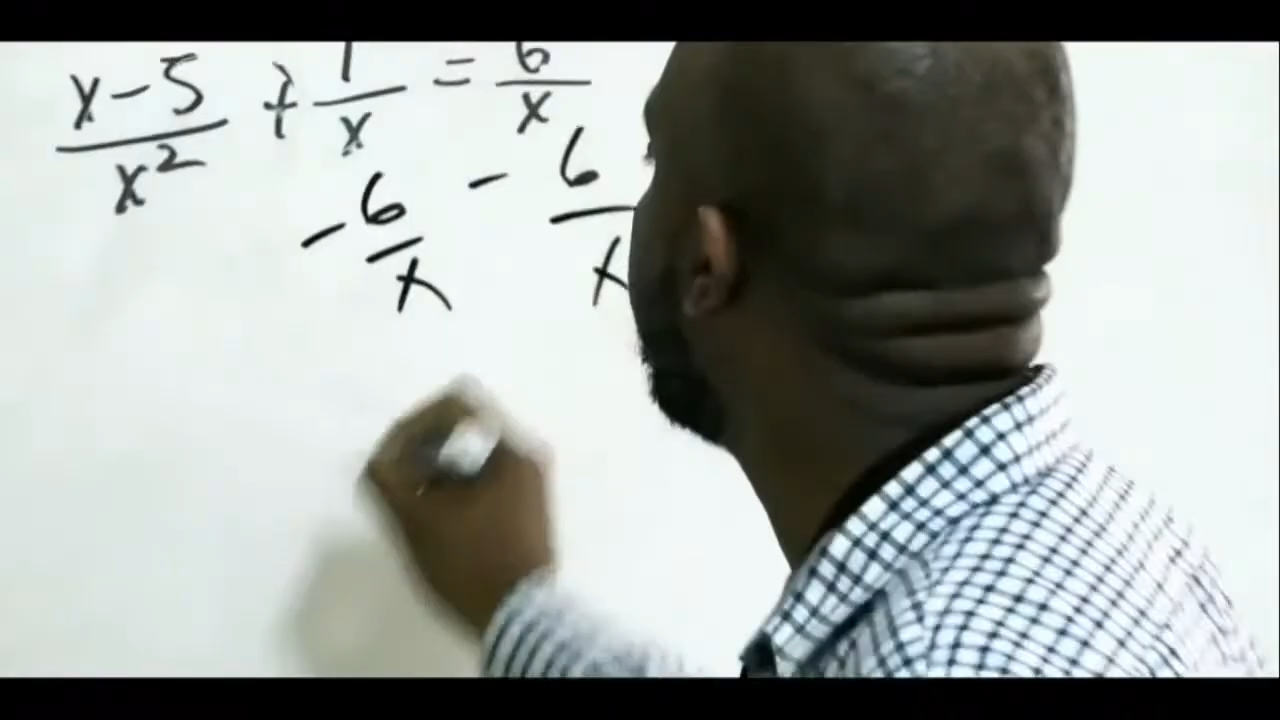 x-5/x² + 1/x = 6/x
-6/x - 6/x